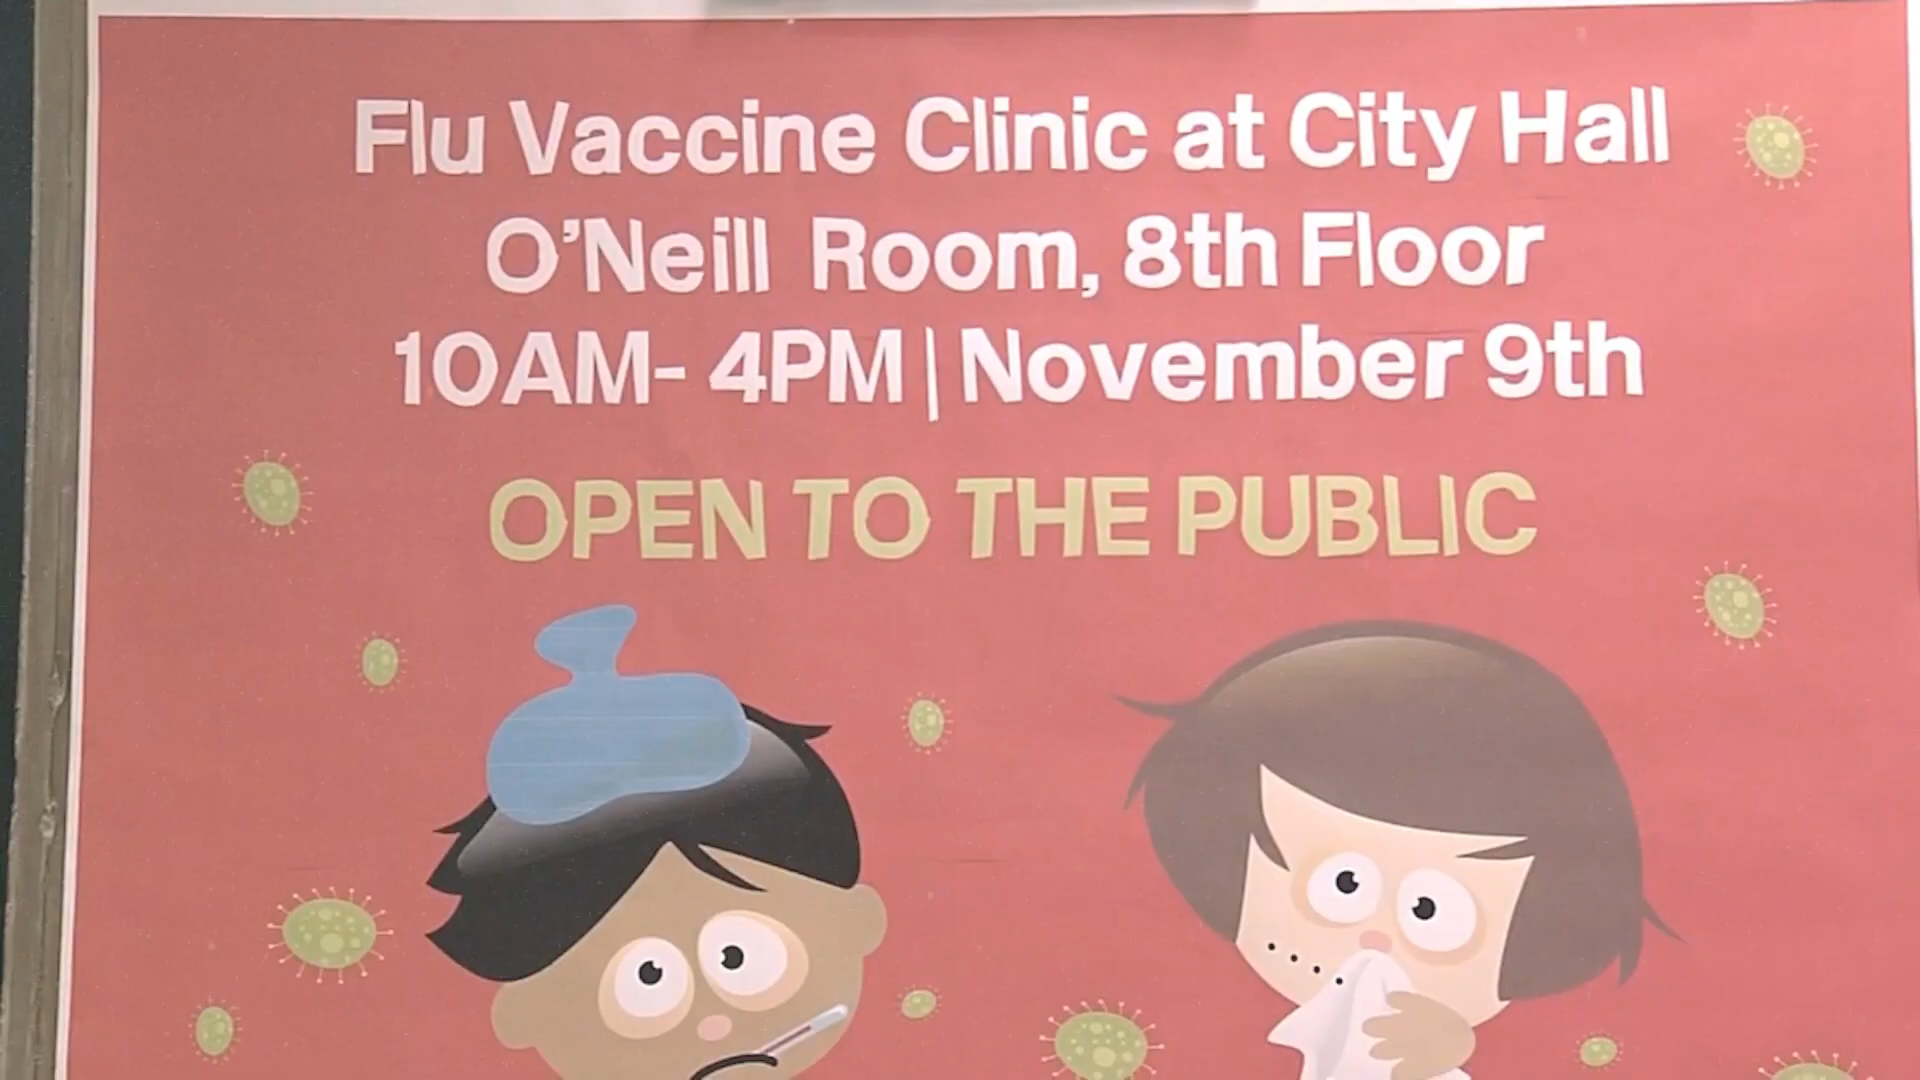 Flu Vaccine Clinic at City Hall
O'Neill Room, 8th Floor
10AM- 4PM | November 9th
OPEN TO THE PUBLIC